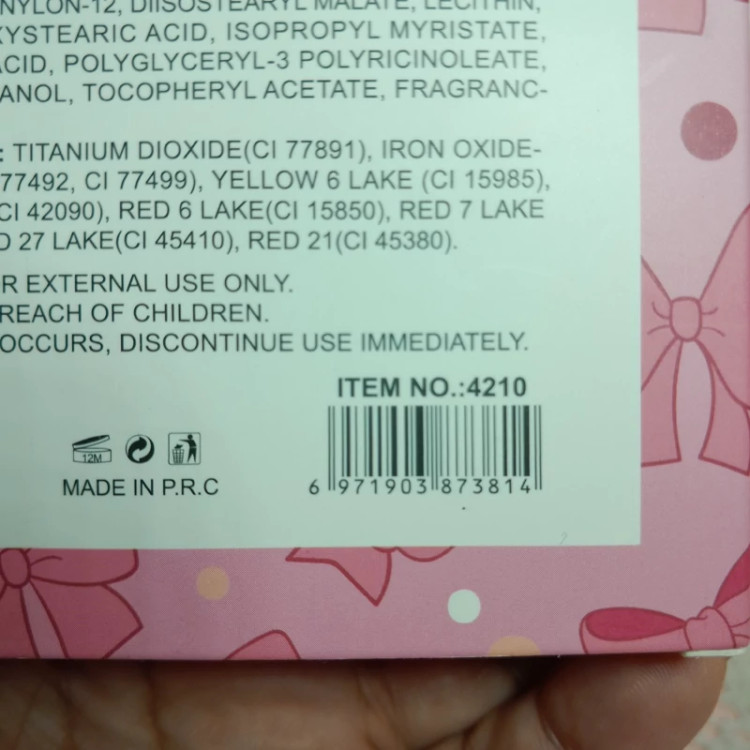 NYLON-12, DIISOSTEARYL MALATE, LECITHIN,
XYSTEARIC ACID, ISOPROPYL MYRISTATE,
ACID, POLYGLYCERYL-3 POLYRICINOLEATE,
ANOL, TOCOPHERYL ACETATE, FRAGRANC-
: TITANIUM DIOXIDE(CI 77891), IRON OXIDE-
77492, CI 77499), YELLOW 6 LAKE (CI 15985),
CI 42090), RED 6 LAKE(CI 15850), RED 7 LAKE
D 27 LAKE(CI 45410), RED 21(CI 45380).
R EXTERNAL USE ONLY.
REACH OF CHILDREN.
OCCURS, DISCONTINUE USE IMMEDIATELY.
ITEM NO.:4210
12M
MADE IN P.R.C
6 971903 873814